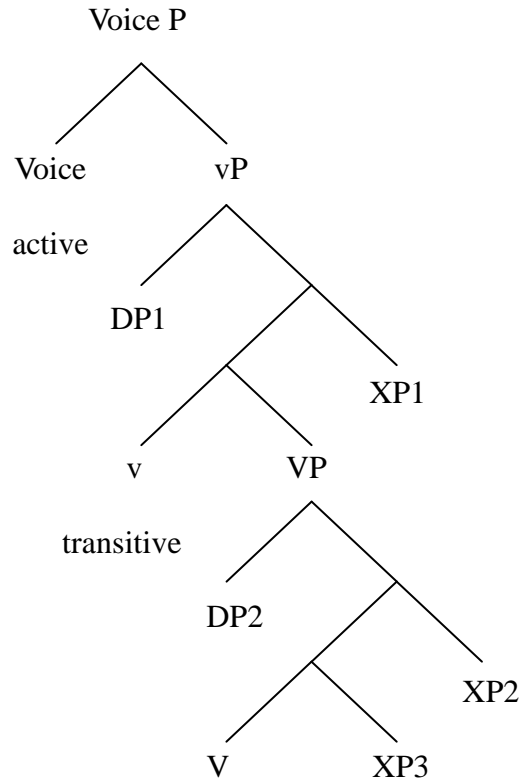 Voice P
Voice vP
active
DP1
XP1
v VP
transitive
DP2
XP2
V XP3